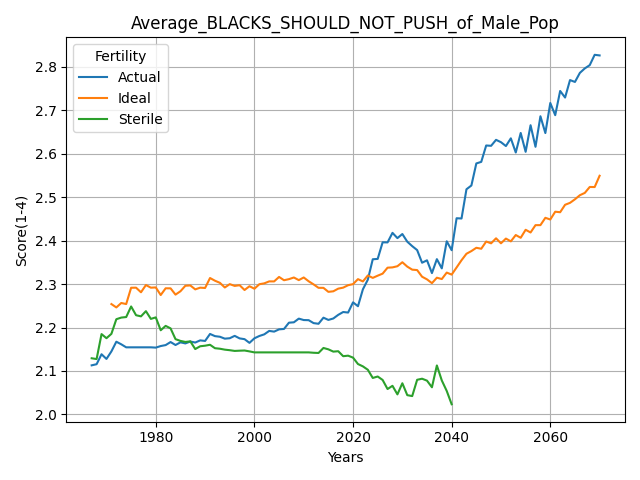 Average_BLACKS_SHOULD_NOT_PUSH_of_Male_Pop
Fertility
Actual
Ideal
Sterile
Score(1-4)
2.8
2.7
2.6
2.5
2.4
2.3
2.2
2.1
2.0
1980 2000 2020 2040 2060
Years